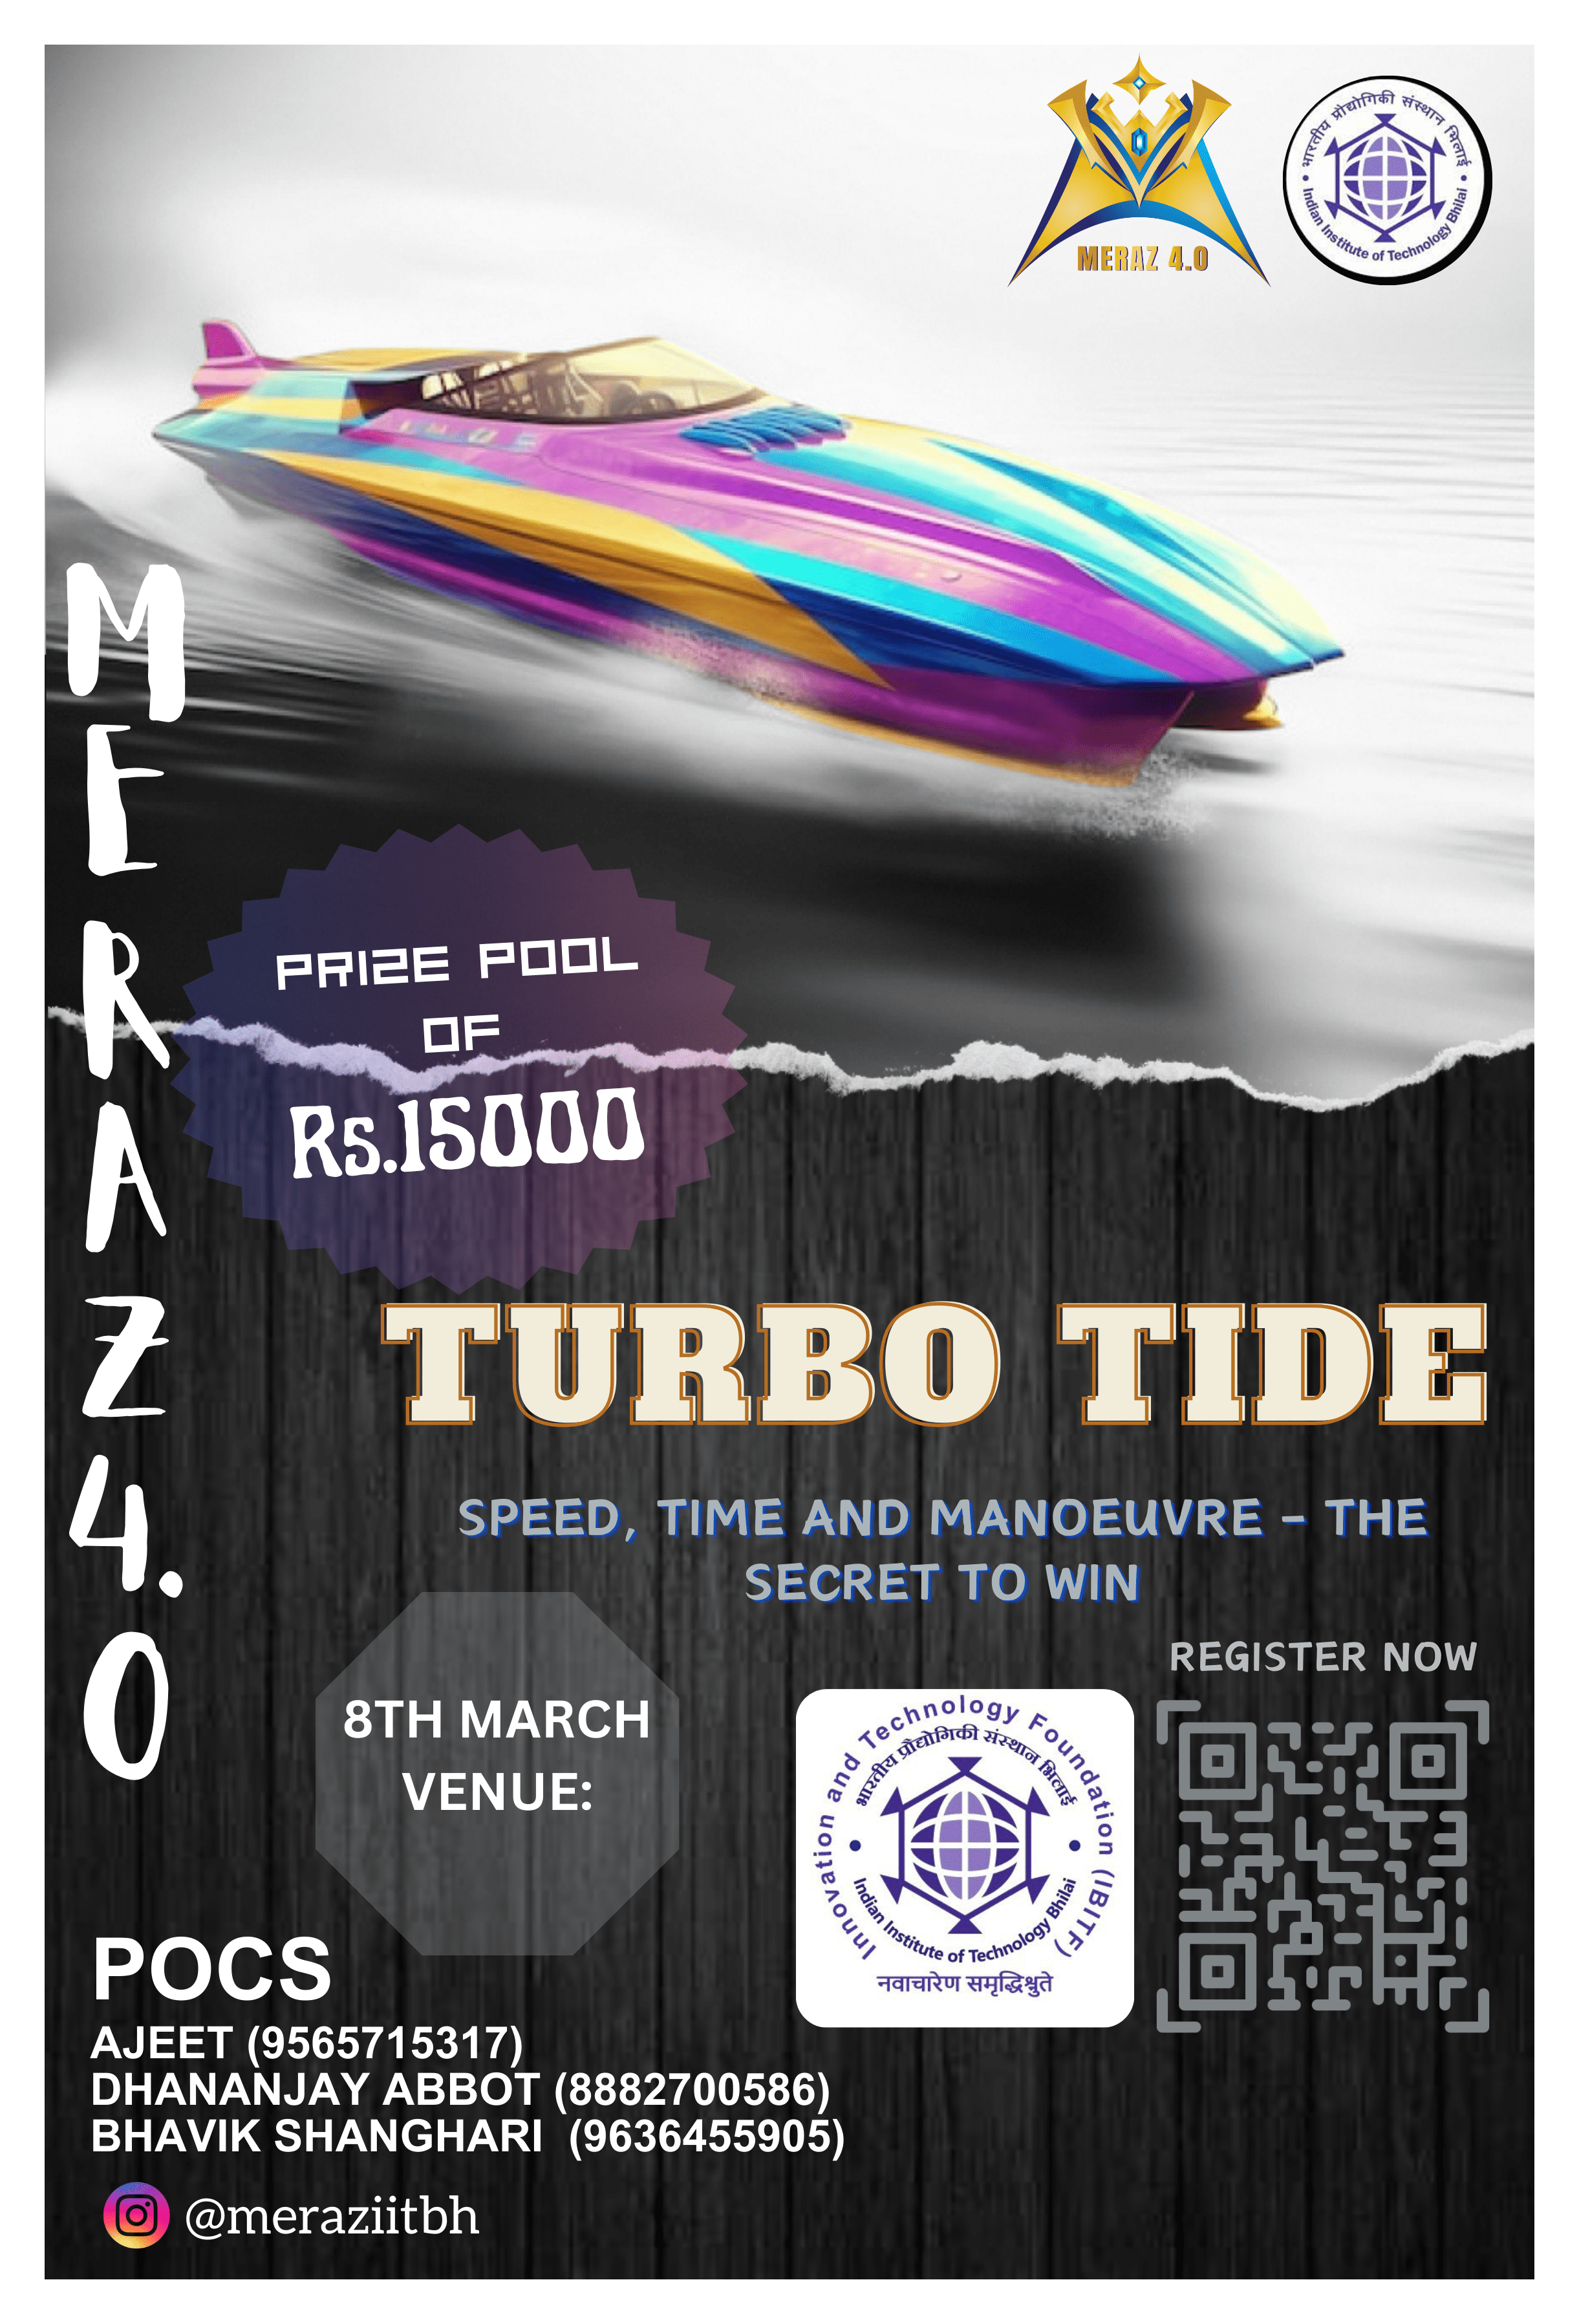 MERAZ 4.0
भारतीय प्रौद्योगिकी संस्थान भिलाई
Indian Institute of Technology Bhilai
MERAZ4.0
PRIZE POOL
OF
Rs.15000
TURBO TIDE
SPEED, TIME AND MANOEUVRE - THE
SECRET TO WIN
REGISTER NOW
8TH MARCH
VENUE:
Innovation and Technology Foundation (IBITF)
भारतीय प्रौद्योगिकी संस्थान भिलाई
Indian Institute of Technology Bhilai
नवाचारेण समृद्धिश्नुते
POCS
AJEET (9565715317)
DHANANJAY ABBOT (8882700586)
BHAVIK SHANGHARI (9636455905)
@meraziitbh